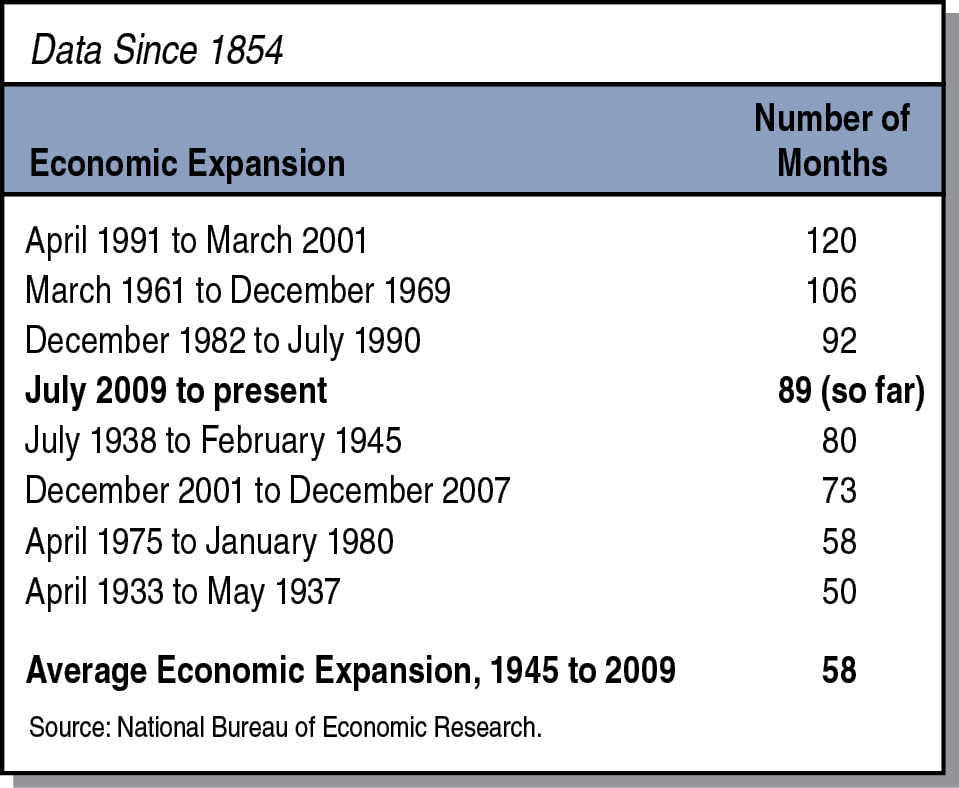 Data Since 1854
Number of
Economic Expansion Months
April 1991 to March 2001 120
March 1961 to December 1969 106
December 1982 to July 1990 92
July 2009 to present 89 (so far)
July 1938 to February 1945 80
December 2001 to December 2007 73
April 1975 to January 1980 58
April 1933 to May 1937 50
Average Economic Expansion, 1945 to 2009 58
Source: National Bureau of Economic Research.